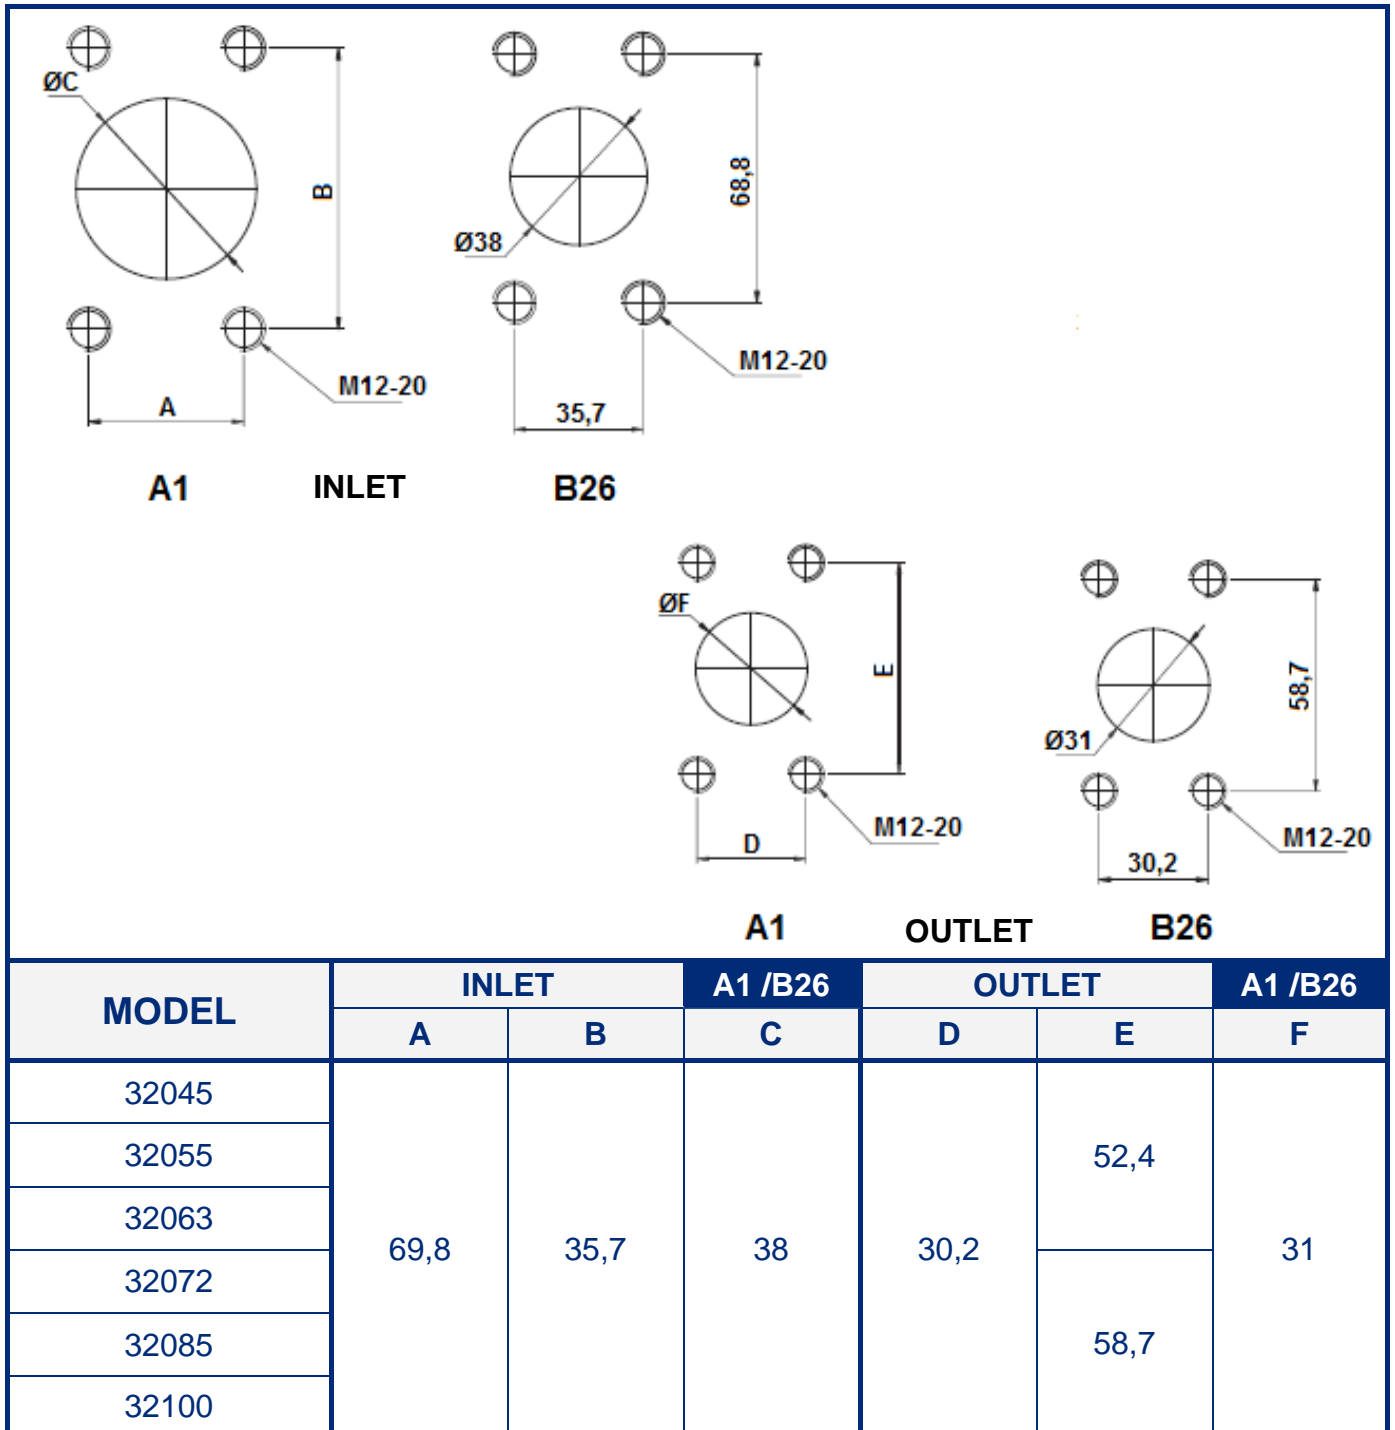 ØC
B
68,8
Ø38
M12-20
M12-20
A
35,7
A1 INLET B26
ØF
E
58,7
Ø31
M12-20
M12-20
D
30,2
A1 OUTLET B26
MODEL INLET A1 /B26 OUTLET A1 /B26
A B C D E F
32045
32055 52,4
32063
69,8 35,7 38 30,2 31
32072
32085 58,7
32100